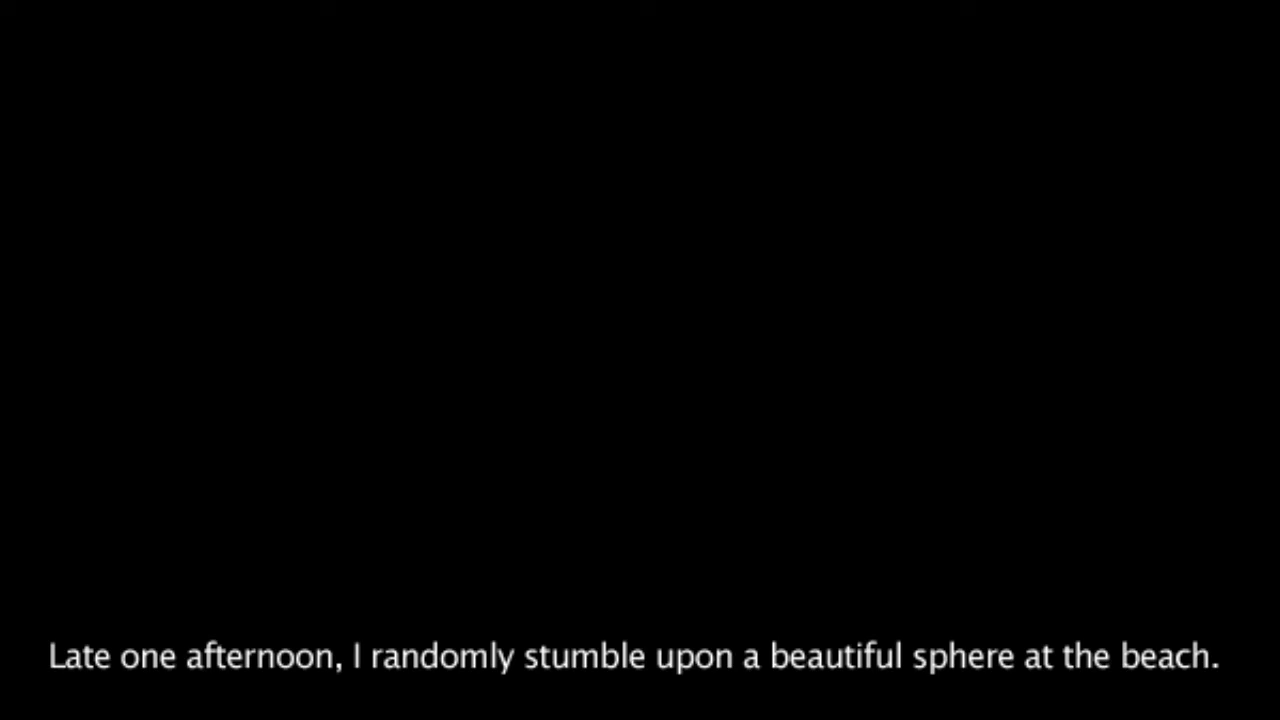 Late one afternoon, I randomly stumble upon a beautiful sphere at the beach.